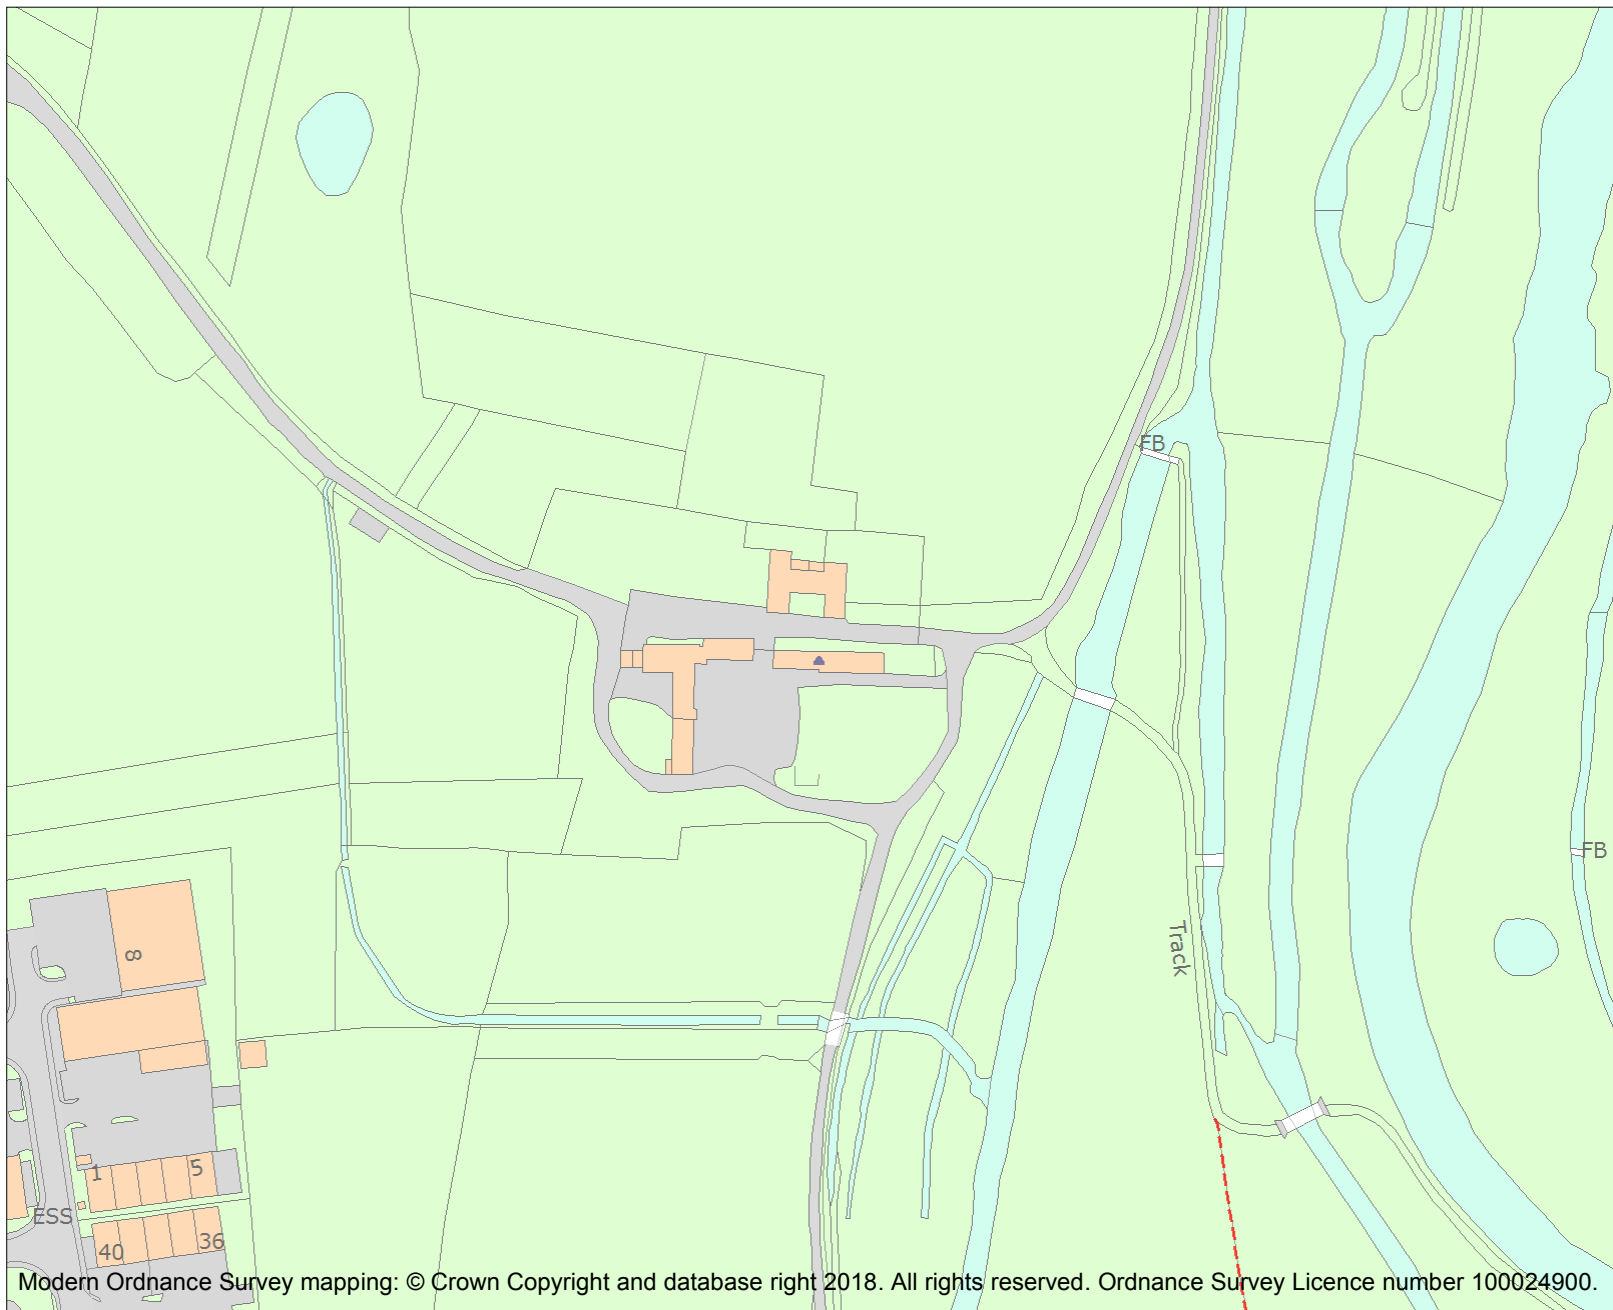 FB
FB
Track
8
1
5
ESS
40
36
Modern Ordnance Survey mapping: © Crown Copyright and database right 2018. All rights reserved. Ordnance Survey Licence number 100024900.